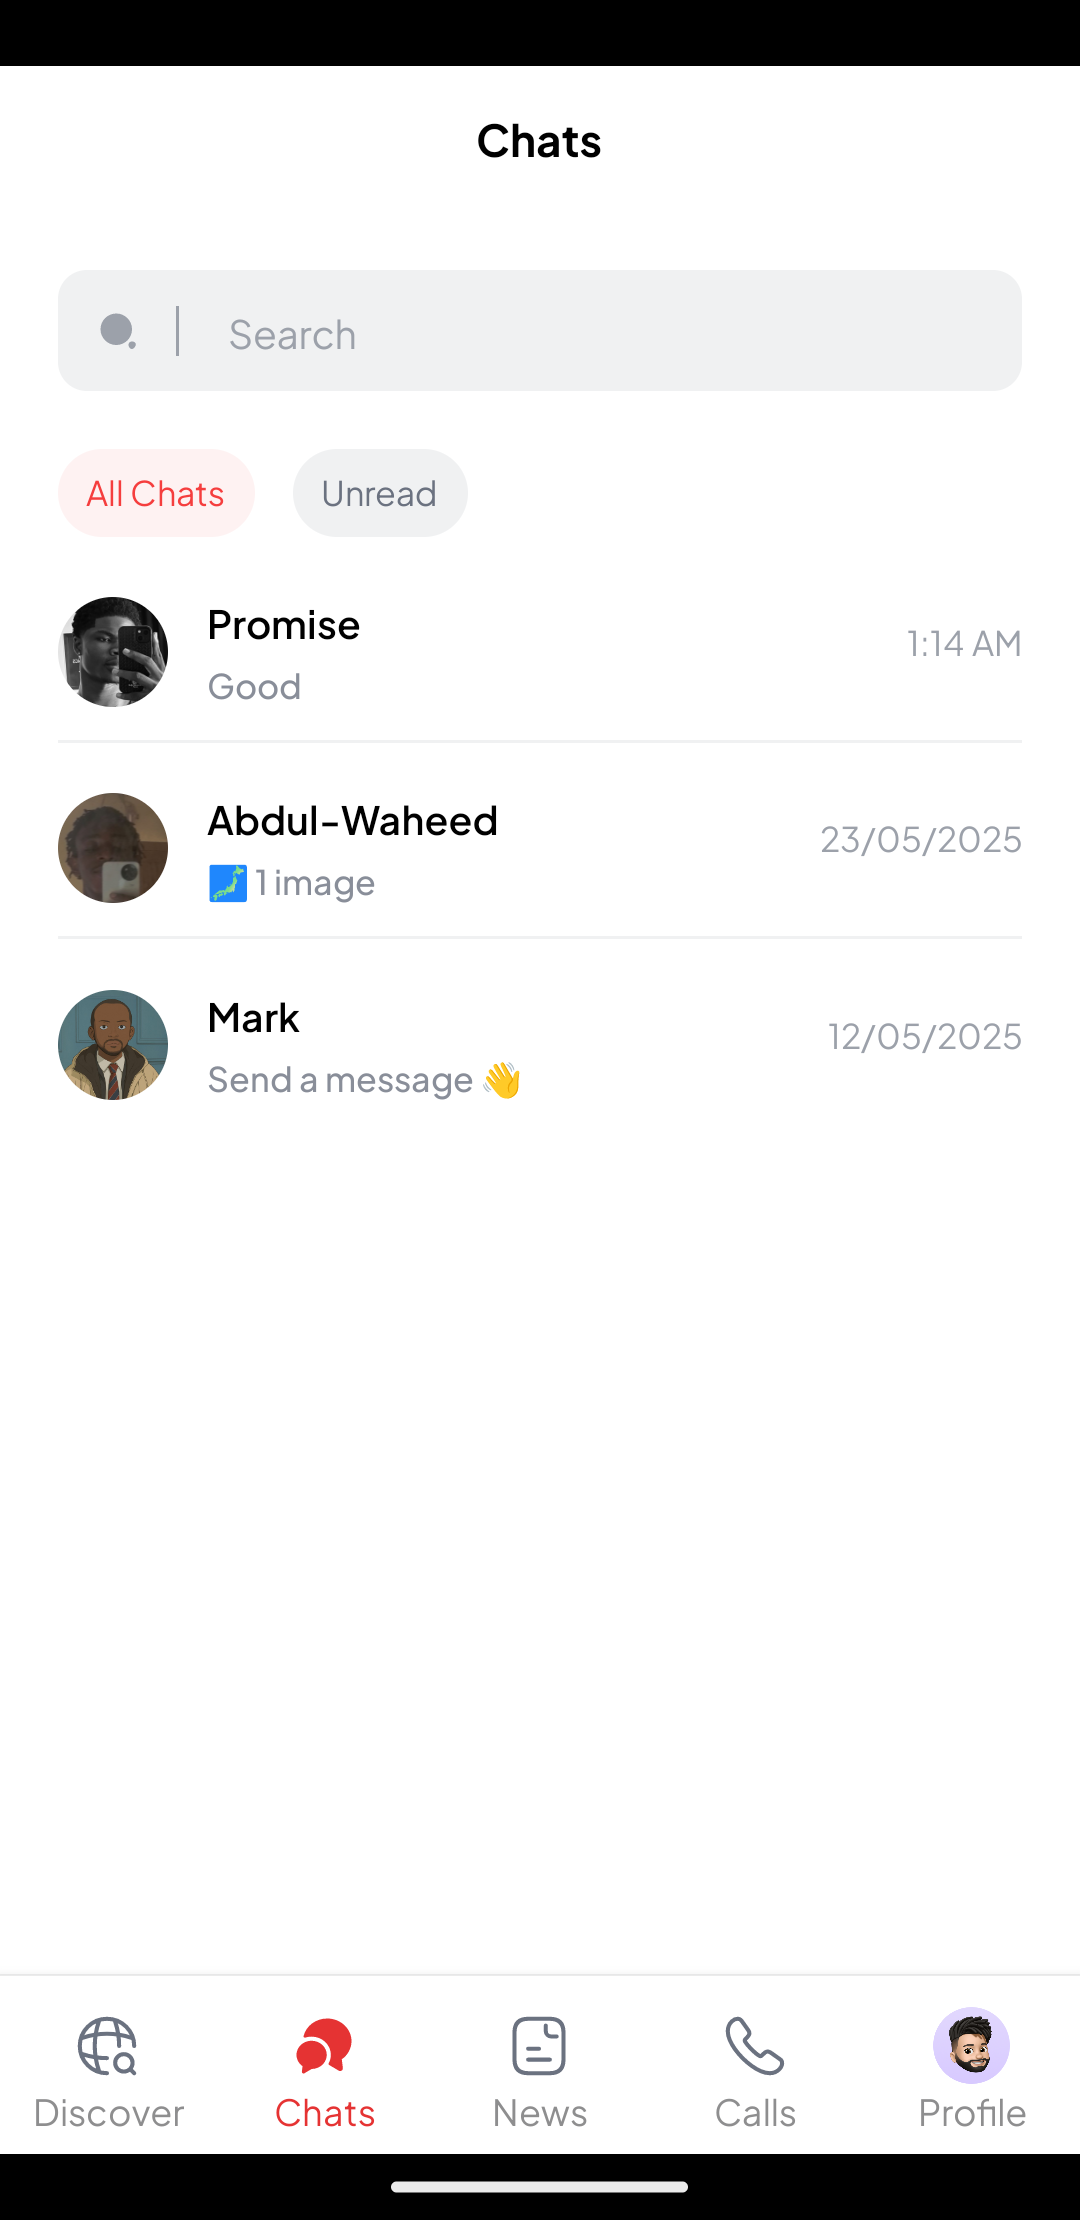 Chats
Search
All Chats Unread
Promise
1:14 AM
Good
Abdul-Waheed
23/05/2025
🗾 1 image
Mark
12/05/2025
Send a message 👋
Discover Chats News Calls Profile